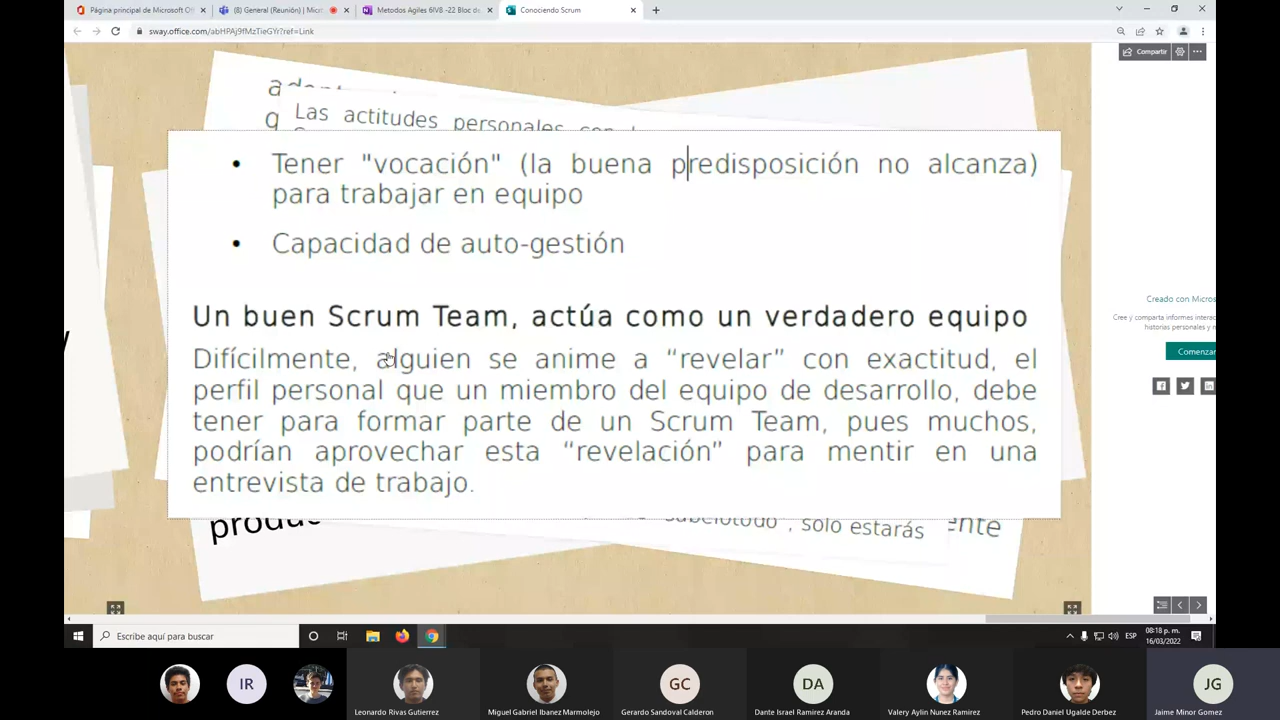 Página principal de Microsoft Of
(8) General (Reunión) | Micr
Metodos Agiles 6IV8 -22 Bloc de
Conociendo Scrum
sway.office.com/abHPAj9fMzTieGYr?ref=Link
Compartir
Las actitudes personales con
• Tener "vocación" (la buena predisposición no alcanza)
para trabajar en equipo
• Capacidad de auto-gestión
Un buen Scrum Team, actúa como un verdadero equipo
Difícilmente, alguien se anime a “revelar” con exactitud, el
perfil personal que un miembro del equipo de desarrollo, debe
tener para formar parte de un Scrum Team, pues muchos,
podrían aprovechar esta “revelación” para mentir en una
entrevista de trabajo.
, solo estarás
Creado con Micros
Cree y comparta informes interac
historias personales y
Comenzar
Escribe aquí para buscar
ESP
08:18 p. m.
16/03/2022
IR
GC
DA
JG
Leonardo Rivas Gutierrez
Miguel Gabriel Ibanez Marmolejo
Gerardo Sandoval Calderon
Dante Israel Ramirez Aranda
Valery Aylin Nunez Ramirez
Pedro Daniel Ugalde Derbez
Jaime Minor Gomez